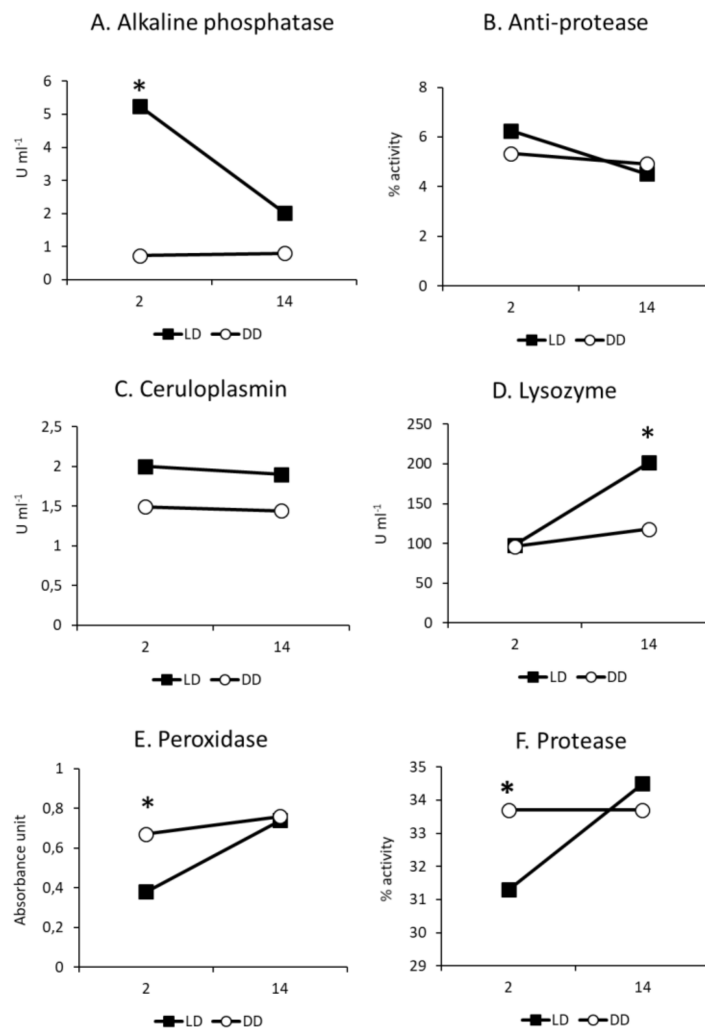 A. Alkaline phosphatase
6
5
4
3
2
1
0
U ml⁻¹
*
2
14
LD
DD
B. Anti-protease
8
6
4
2
0
% activity
2
14
LD
DD
C. Ceruloplasmin
2,5
2
1,5
1
0,5
0
U ml⁻¹
2
14
LD
DD
D. Lysozyme
250
200
150
100
50
0
U ml⁻¹
*
2
14
LD
DD
E. Peroxidase
1
0,8
0,6
0,4
0,2
0
Absorbance unit
*
2
14
LD
DD
F. Protease
35
34
33
32
31
30
29
% activity
*
2
14
LD
DD